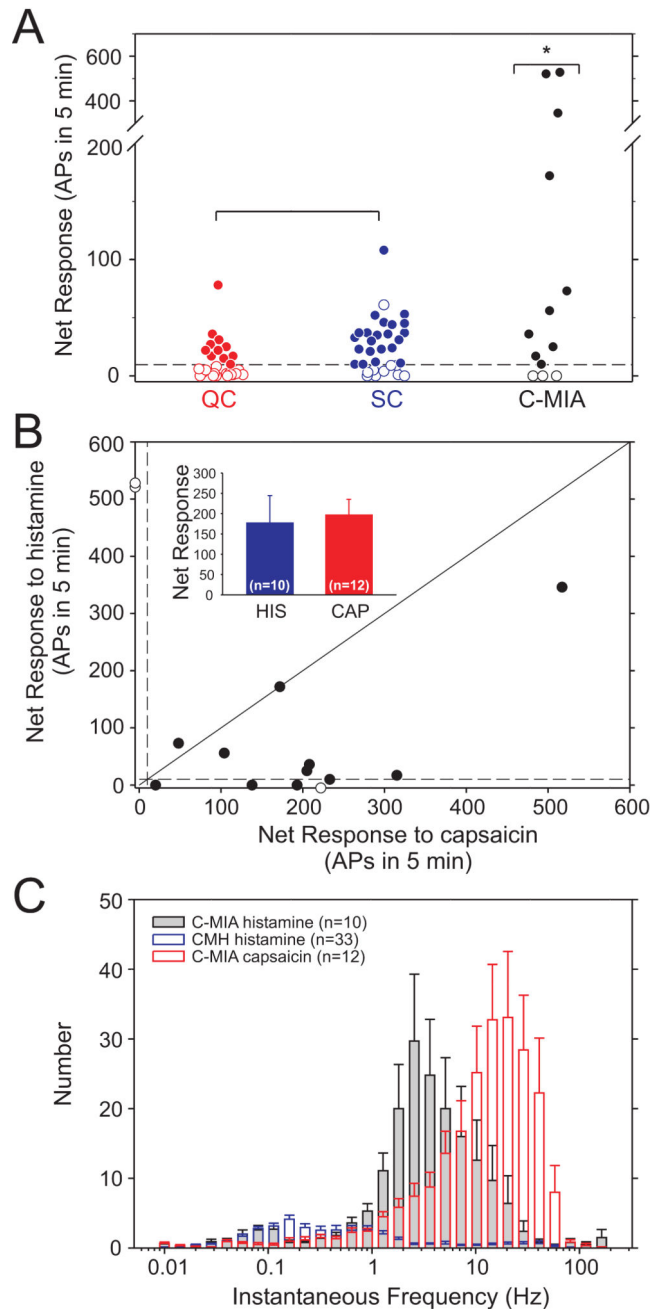 A
600
400
200
100
0
Net Response (APs in 5 min)
*
QC
SC
C-MIA
B
600
500
400
300
200
100
0
Net Response to histamine
(APs in 5 min)
300
250
200
150
100
50
0
Net Response
(n=10)
(n=12)
HIS
CAP
0
100
200
300
400
500
600
Net Response to capsaicin
(APs in 5 min)
C
50
40
30
20
10
0
Number
C-MIA histamine (n=10)
CMH histamine (n=33)
C-MIA capsaicin (n=12)
0.01
0.1
1
10
100
Instantaneous Frequency (Hz)